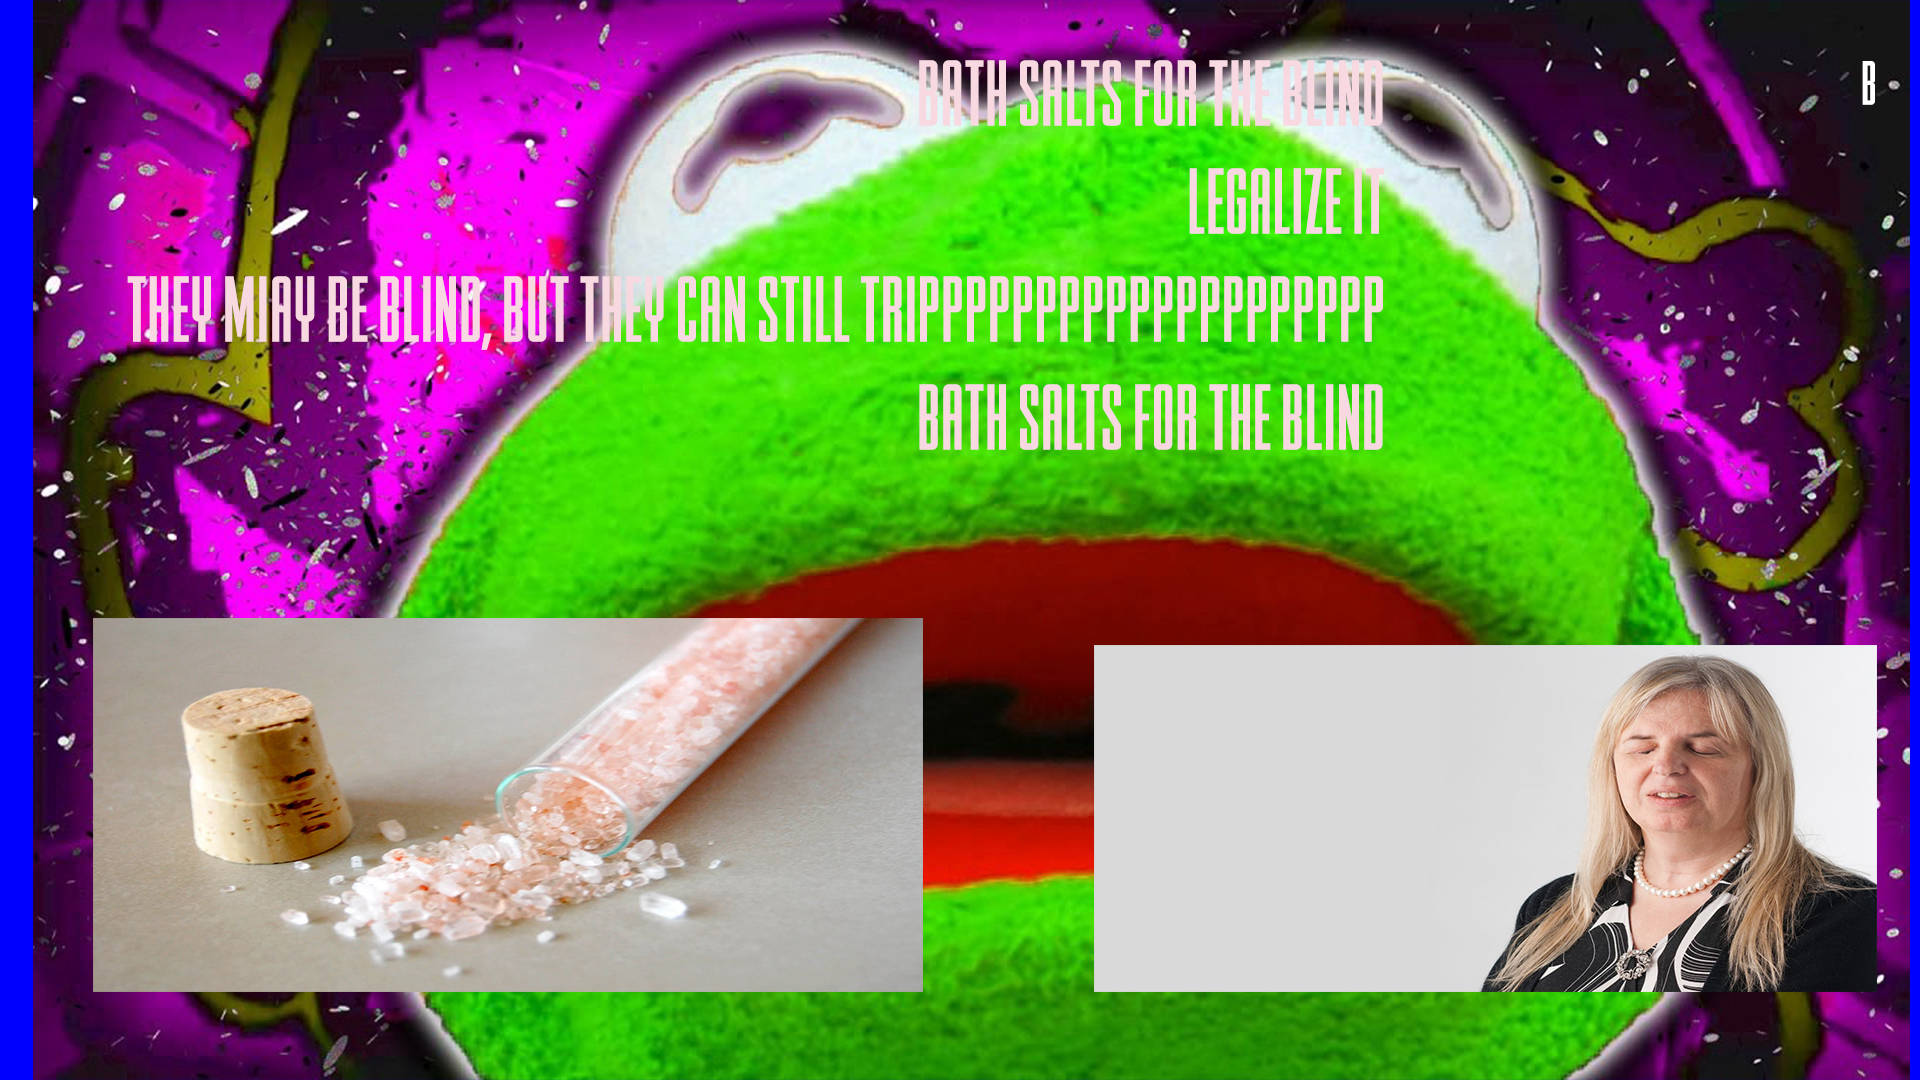 BATH SALTS FOR THE BLIND
B
LEGALIZE IT
THEY MIAY BE BLIND, BUT THEY CAN STILL TRIPPPPPPPPPPPPPPPPPPPP
BATH SALTS FOR THE BLIND